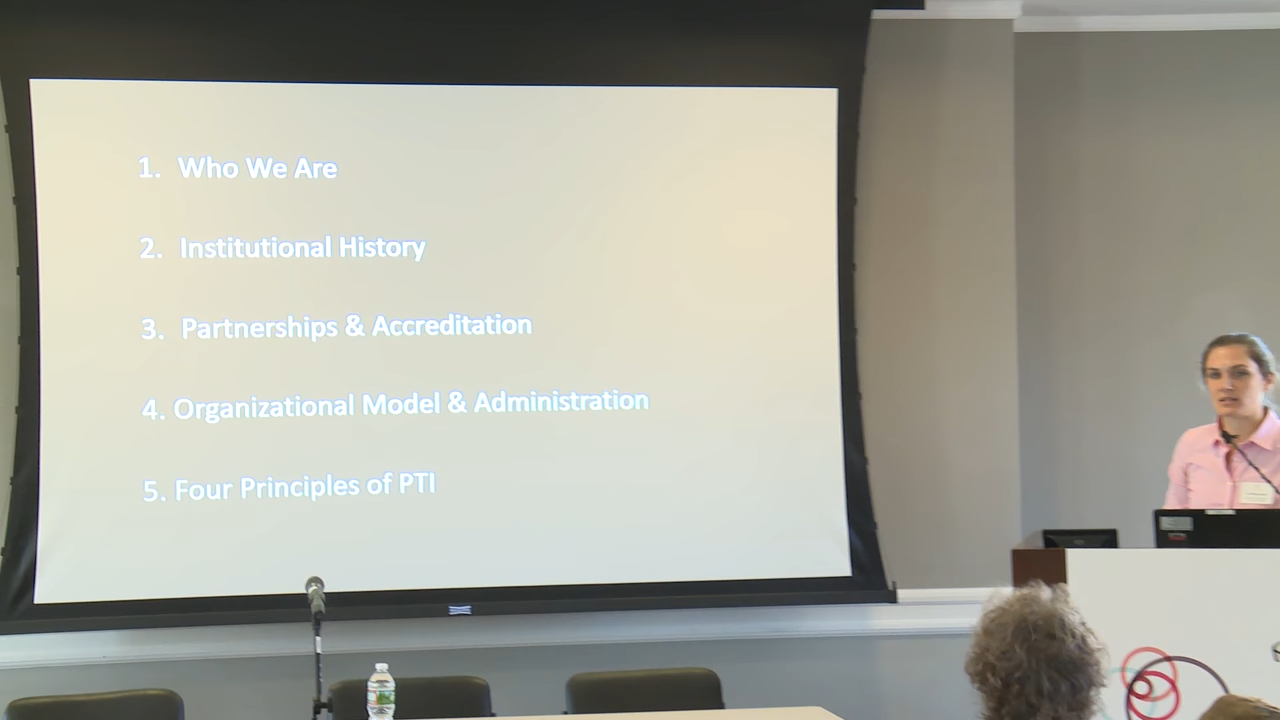 1. Who We Are
2. Institutional History
3. Partnerships & Accreditation
4. Organizational Model & Administration
5. Four Principles of PTI